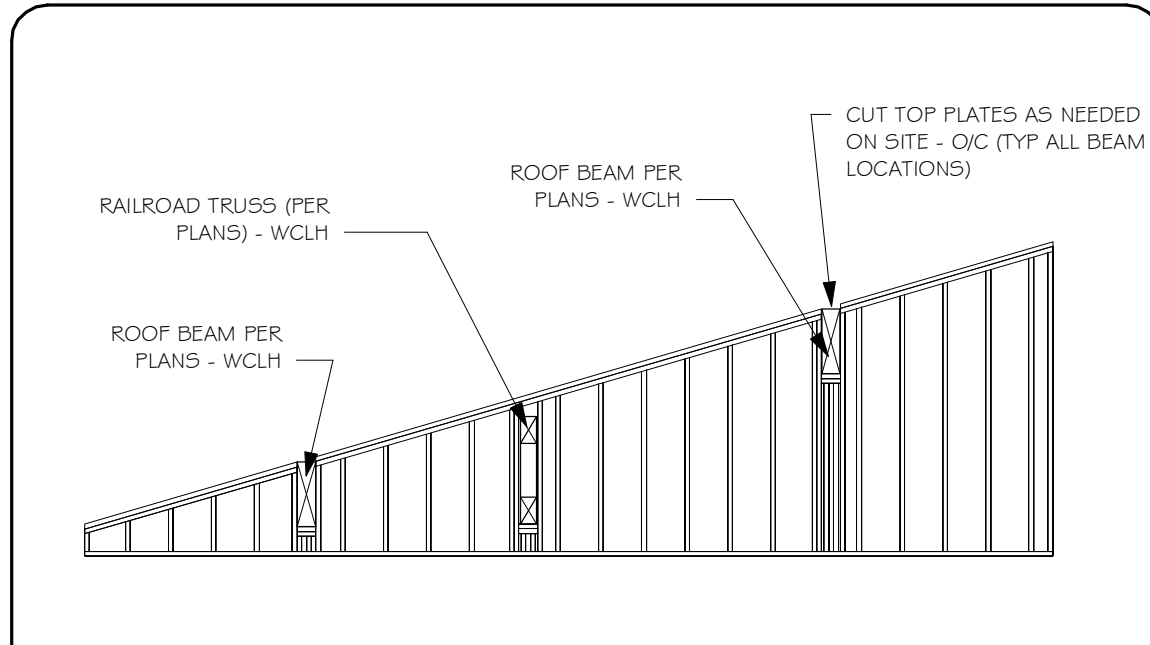 CUT TOP PLATES AS NEEDED
ON SITE - O/C (TYP ALL BEAM
LOCATIONS)
ROOF BEAM PER
PLANS - WCLH
RAILROAD TRUSS (PER
PLANS) - WCLH
ROOF BEAM PER
PLANS - WCLH